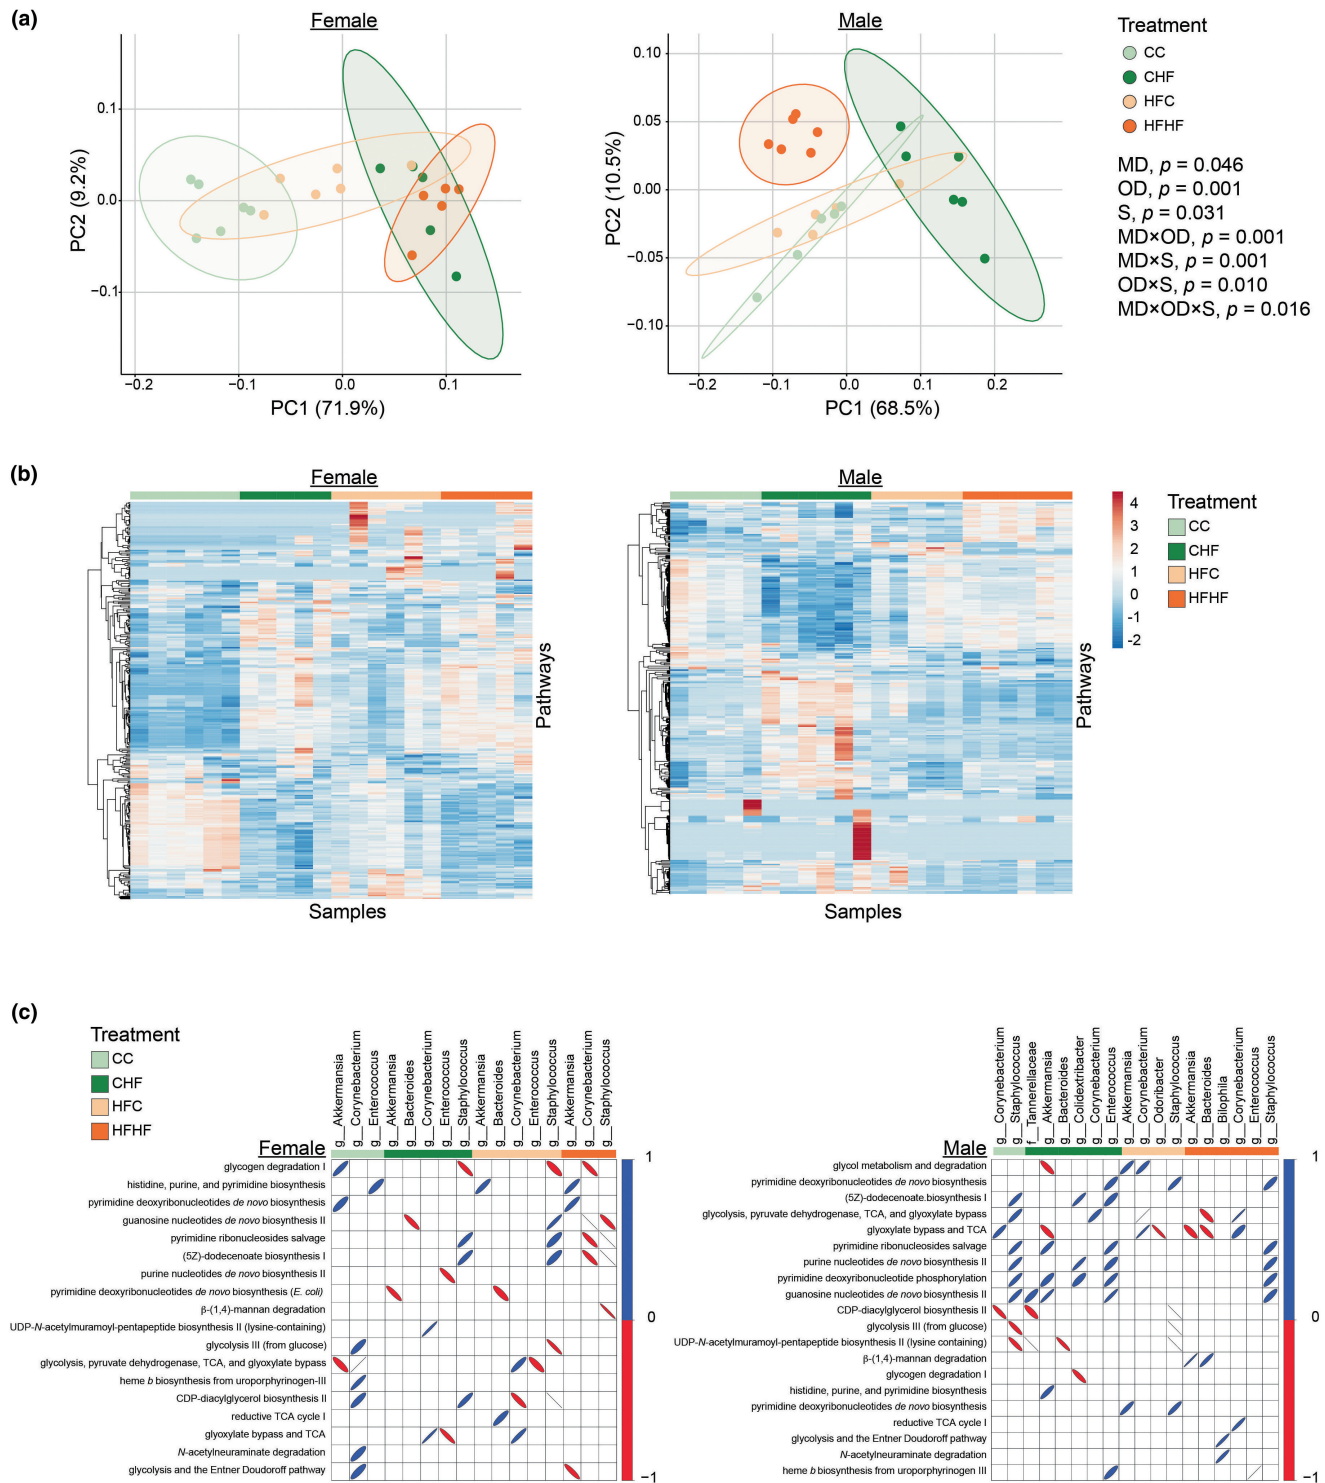 (a)
Female
Male
PC2 (9.2%)
0.1
0.0
−0.1
−0.2
−0.1
0.0
0.1
PC1 (71.9%)
PC2 (10.5%)
0.10
0.05
0.00
−0.05
−0.10
−0.2
−0.1
0.0
0.1
0.2
PC1 (68.5%)
Treatment
CC
CHF
HFC
HFHF
MD, p = 0.046
OD, p = 0.001
S, p = 0.031
MD×OD, p = 0.001
MD×S, p = 0.001
OD×S, p = 0.010
MD×OD×S, p = 0.016
(b)
Female
Male
Pathways
Pathways
Samples
Samples
4
3
2
1
0
-1
-2
Treatment
CC
CHF
HFC
HFHF
(c)
Treatment
CC
CHF
HFC
HFHF
Female
g__Akkermansia
g__Corynebacterium
g__Enterococcus
g__Akkermansia
g__Bacteroides
g__Corynebacterium
g__Enterococcus
g__Staphylococcus
g__Akkermansia
g__Bacteroides
g__Corynebacterium
g__Enterococcus
g__Staphylococcus
g__Akkermansia
g__Corynebacterium
g__Staphylococcus
glycogen degradation I
histidine, purine, and pyrimidine biosynthesis
pyrimidine deoxyribonucleotides de novo biosynthesis
guanosine nucleotides de novo biosynthesis II
pyrimidine ribonucleosides salvage
(5Z)-dodecenoate biosynthesis I
purine nucleotides de novo biosynthesis II
pyrimidine deoxyribonucleotides de novo biosynthesis (E. coli)
β-(1,4)-mannan degradation
UDP-N-acetylmuramoyl-pentapeptide biosynthesis II (lysine-containing)
glycolysis III (from glucose)
glycolysis, pyruvate dehydrogenase, TCA, and glyoxylate bypass
heme b biosynthesis from uroporphyrinogen-III
CDP-diacylglycerol biosynthesis II
reductive TCA cycle I
glyoxylate bypass and TCA
N-acetylneuraminate degradation
glycolysis and the Entner Doudoroff pathway
1
0
−1
Male
g__Corynebacterium
g__Staphylococcus
f__Tannerellaceae
g__Akkermansia
g__Bacteroides
g__Colidextribacter
g__Corynebacterium
g__Enterococcus
g__Akkermansia
g__Corynebacterium
g__Odoribacter
g__Staphylococcus
g__Akkermansia
g__Bacteroides
g__Bilophila
g__Corynebacterium
g__Enterococcus
g__Staphylococcus
glycol metabolism and degradation
pyrimidine deoxyribonucleotides de novo biosynthesis
(5Z)-dodecenoate.biosynthesis I
glycolysis, pyruvate dehydrogenase, TCA, and glyoxylate bypass
glyoxylate bypass and TCA
pyrimidine ribonucleosides salvage
purine nucleotides de novo biosynthesis II
pyrimidine deoxyribonucleotide phosphorylation
guanosine nucleotides de novo biosynthesis II
CDP-diacylglycerol biosynthesis II
glycolysis III (from glucose)
UDP-N-acetylmuramoyl-pentapeptide biosynthesis II (lysine containing)
β-(1,4)-mannan degradation
glycogen degradation I
histidine, purine, and pyrimidine biosynthesis
pyrimidine deoxyribonucleotides de novo biosynthesis
reductive TCA cycle I
glycolysis and the Entner Doudoroff pathway
N-acetylneuraminate degradation
heme b biosynthesis from uroporphyrinogen III
1
0
−1